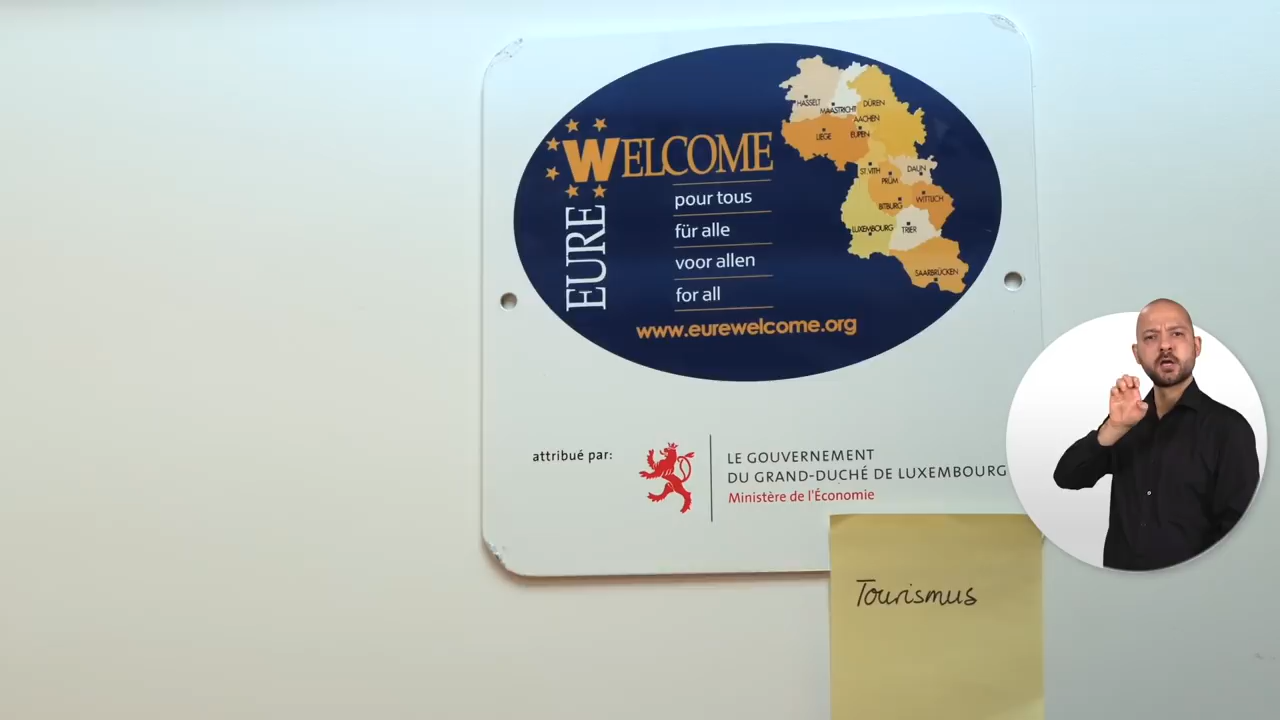 WELCOME
EURE
pour tous
für alle
voor allen
for all
www.eurewelcome.org
HASSELT
MAASTRICHT
DÜREN
AACHEN
LIEGE
EUPEN
ST.VITH
DAUN
PRÜM
BITBURG
WITTLICH
LUXEMBOURG
TRIER
SAARBRÜCKEN
attribué par:
LE GOUVERNEMENT
DU GRAND-DUCHÉ DE LUXEMBOURG
Ministère de l'Économie
Tourismus